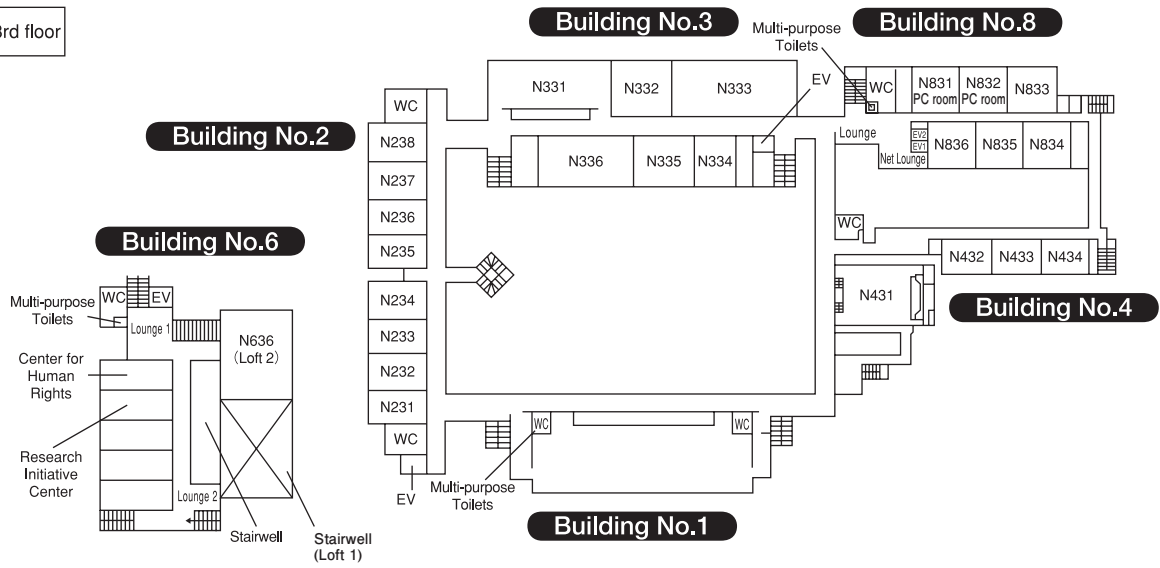 3rd floor
Building No.3
Multi-purpose
Toilets
Building No.8
EV
N331
N332
N333
WC
N831
PC room
N832
PC room
N833
WC
Building No.2
N238
N336
N335
N334
Lounge
Net Lounge
EV2
EV1
N836
N835
N834
N237
N236
N235
WC
Building No.6
N432
N433
N434
N234
N431
Building No.4
WC
EV
Multi-purpose
Toilets
Lounge 1
N636
(Loft 2)
N233
Center for
Human
Rights
N232
N231
WC
WC
WC
Research
Initiative
Center
Lounge 2
EV
Multi-purpose
Toilets
Building No.1
Stairwell
Stairwell
(Loft 1)